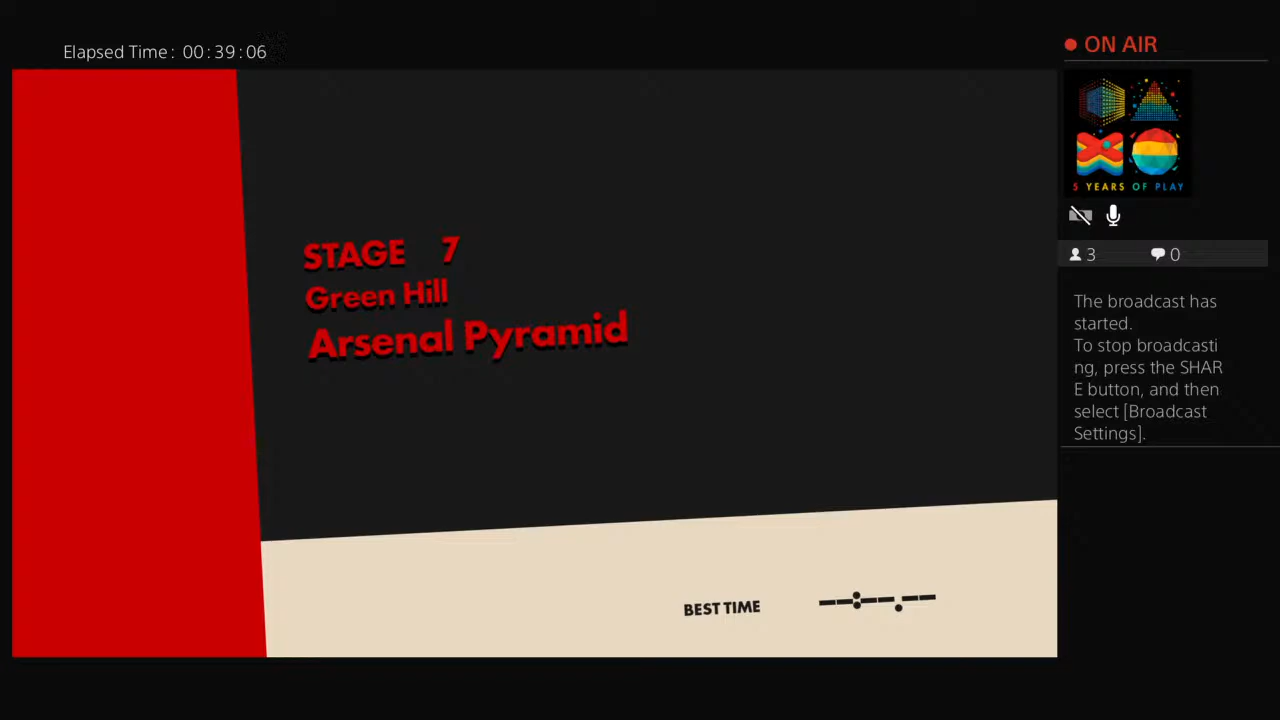 Elapsed Time: 00:39:06
ON AIR
5 YEARS OF PLAY
3 0
The broadcast has
started.
To stop broadcasti
ng, press the SHAR
E button, and then
select [Broadcast
Settings].
STAGE 7
Green Hill
Arsenal Pyramid
BEST TIME --:--.--